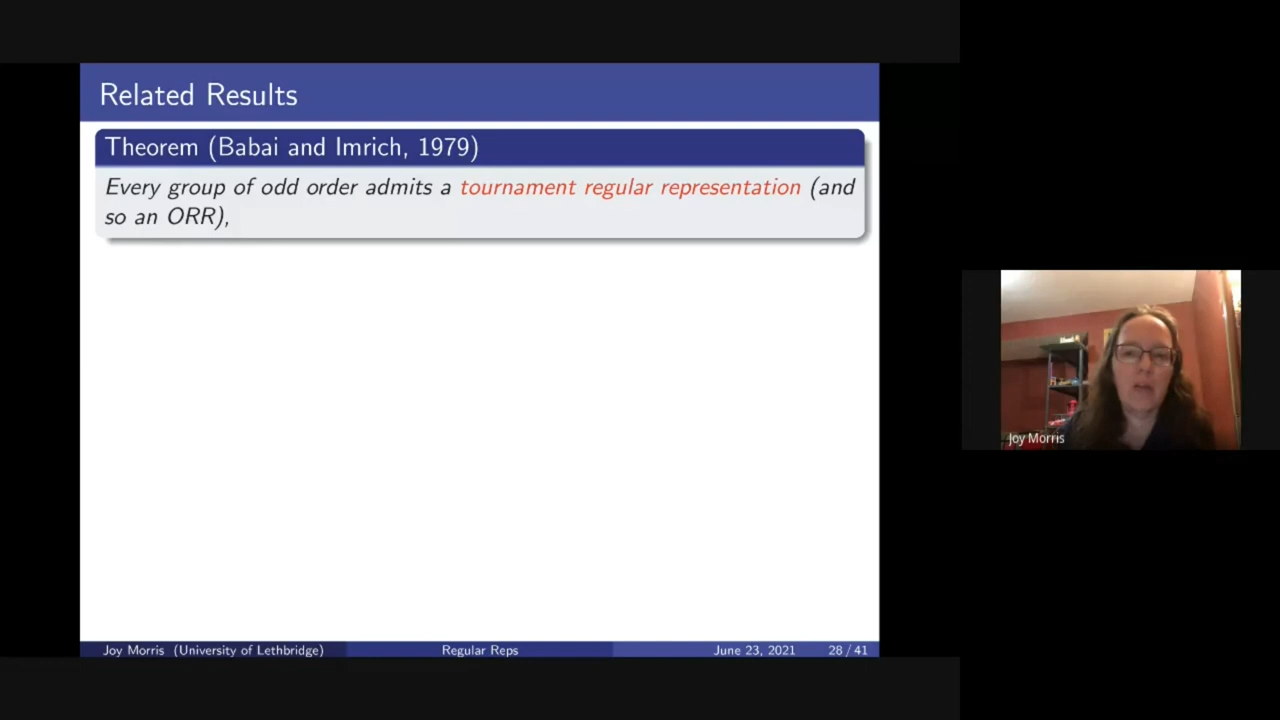 Related Results
Theorem (Babai and Imrich, 1979)
Every group of odd order admits a tournament regular representation (and
so an ORR),
Joy Morris
Joy Morris (University of Lethbridge) Regular Reps June 23, 2021 28 / 41